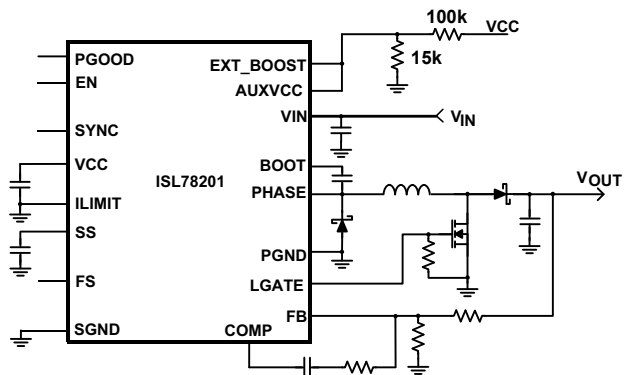 100k
VCC
15k
PGOOD
EN
SYNC
VCC
ILIMIT
SS
FS
SGND
ISL78201
COMP
EXT_BOOST
AUXVCC
VIN
VIN
BOOT
PHASE
VOUT
PGND
LGATE
FB